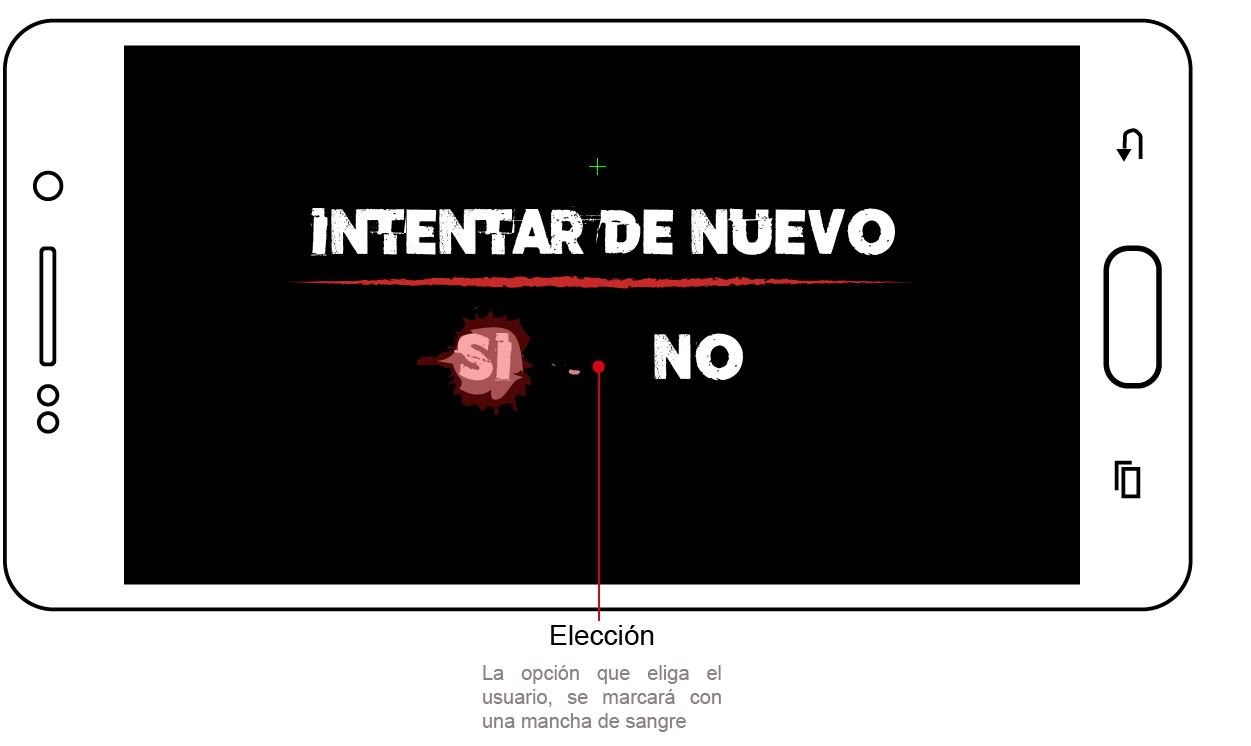 INTENTAR DE NUEVO
SI NO
Elección
La opción que eliga el
usuario, se marcará con
una mancha de sangre